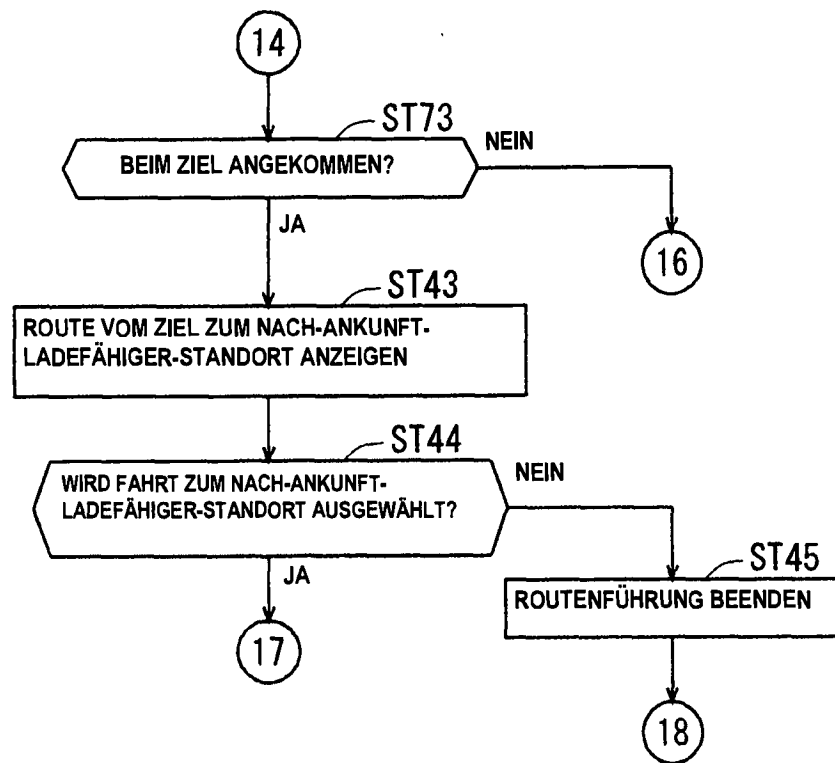 14
ST73
BEIM ZIEL ANGEKOMMEN?
NEIN
JA
16
ST43
ROUTE VOM ZIEL ZUM NACH-ANKUNFT-
LADEFÄHIGER-STANDORT ANZEIGEN
ST44
WIRD FAHRT ZUM NACH-ANKUNFT-
LADEFÄHIGER-STANDORT AUSGEWÄHLT?
NEIN
JA
ST45
ROUTENFÜHRUNG BEENDEN
17
18